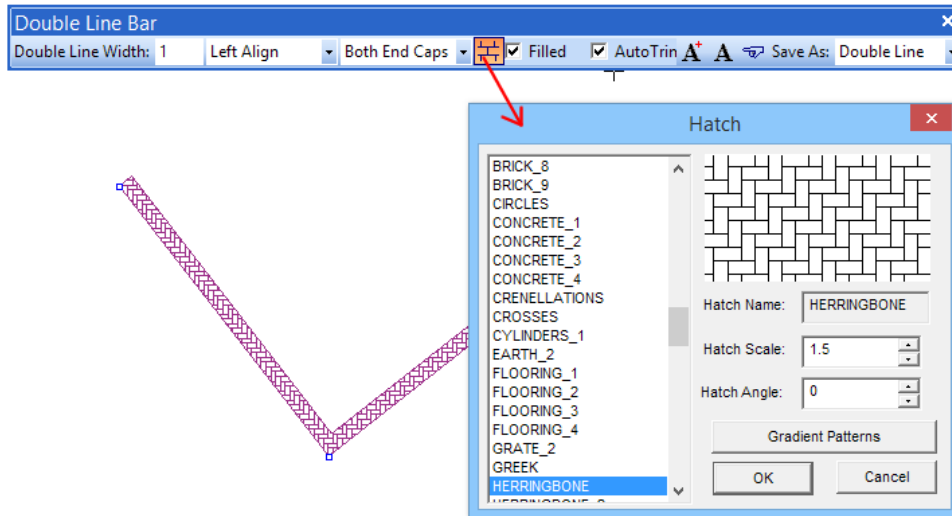 Double Line Bar
Double Line Width: 1 Left Align Both End Caps Filled AutoTrim A+ A Save As: Double Line
Hatch
BRICK_8
BRICK_9
CIRCLES
CONCRETE_1
CONCRETE_2
CONCRETE_3
CONCRETE_4
CRENELLATIONS
CROSSES
CYLINDERS_1
EARTH_2
FLOORING_1
FLOORING_2
FLOORING_3
FLOORING_4
GRATE_2
GREEK
HERRINGBONE
Hatch Name: HERRINGBONE
Hatch Scale: 1.5
Hatch Angle: 0
Gradient Patterns
OK Cancel